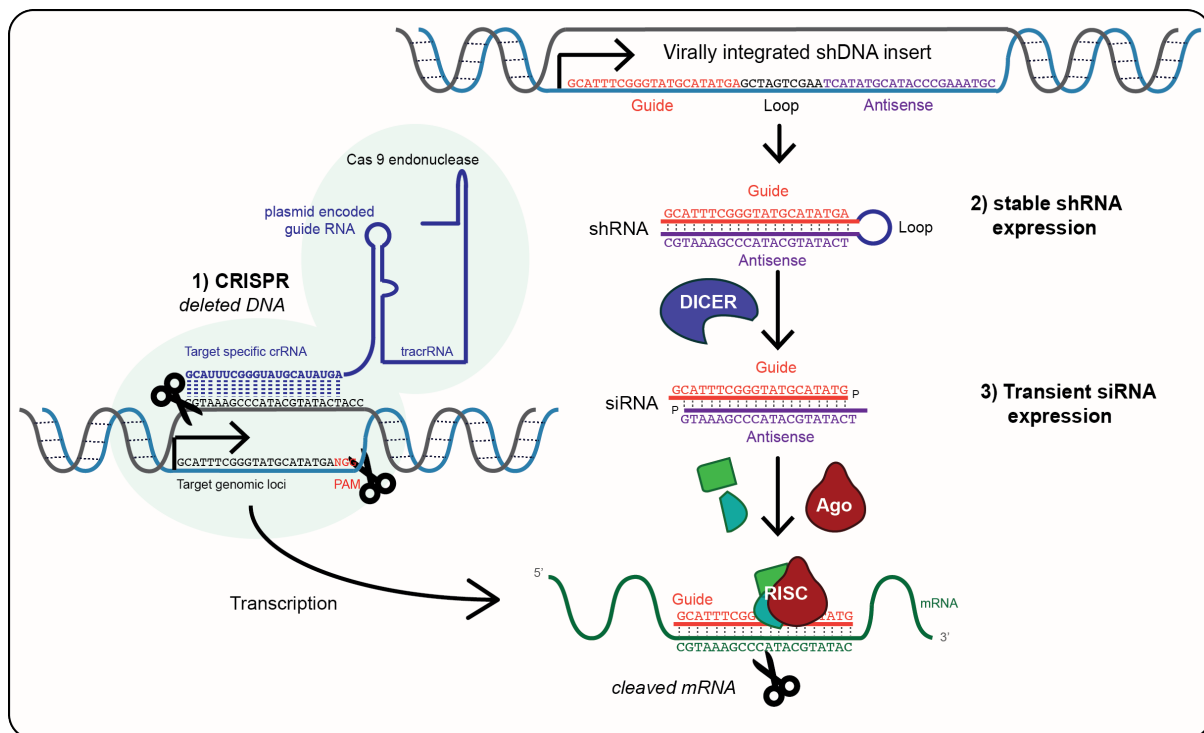 Virally integrated shDNA insert
GCATTTCGGGTATGCATATGAGCTAGTCGAATCATATGCATACCCGAAATGC
Guide
Loop
Antisense
Cas 9 endonuclease
plasmid encoded
guide RNA
1) CRISPR
deleted DNA
Target specific crRNA
tracrRNA
GCAUUUCGGGUAUGCAUAUGA
CGTAAAGCCCATACGTATACTACC
GCATTTCGGGTATGCATATGANG
Target genomic loci
PAM
Transcription
Guide
GCATTTCGGGTATGCATATGA
shRNA
Loop
CGTAAAGCCCATACGTATACT
Antisense
2) stable shRNA
expression
DICER
Guide
GCATTTCGGGTATGCATATG
P
siRNA
P
GTAAAGCCCATACGTATACT
Antisense
3) Transient siRNA
expression
Ago
5’
RISC
Guide
GCATTTCGG
TATG
mRNA
3’
CGTAAAGCCCATACGTATAC
cleaved mRNA